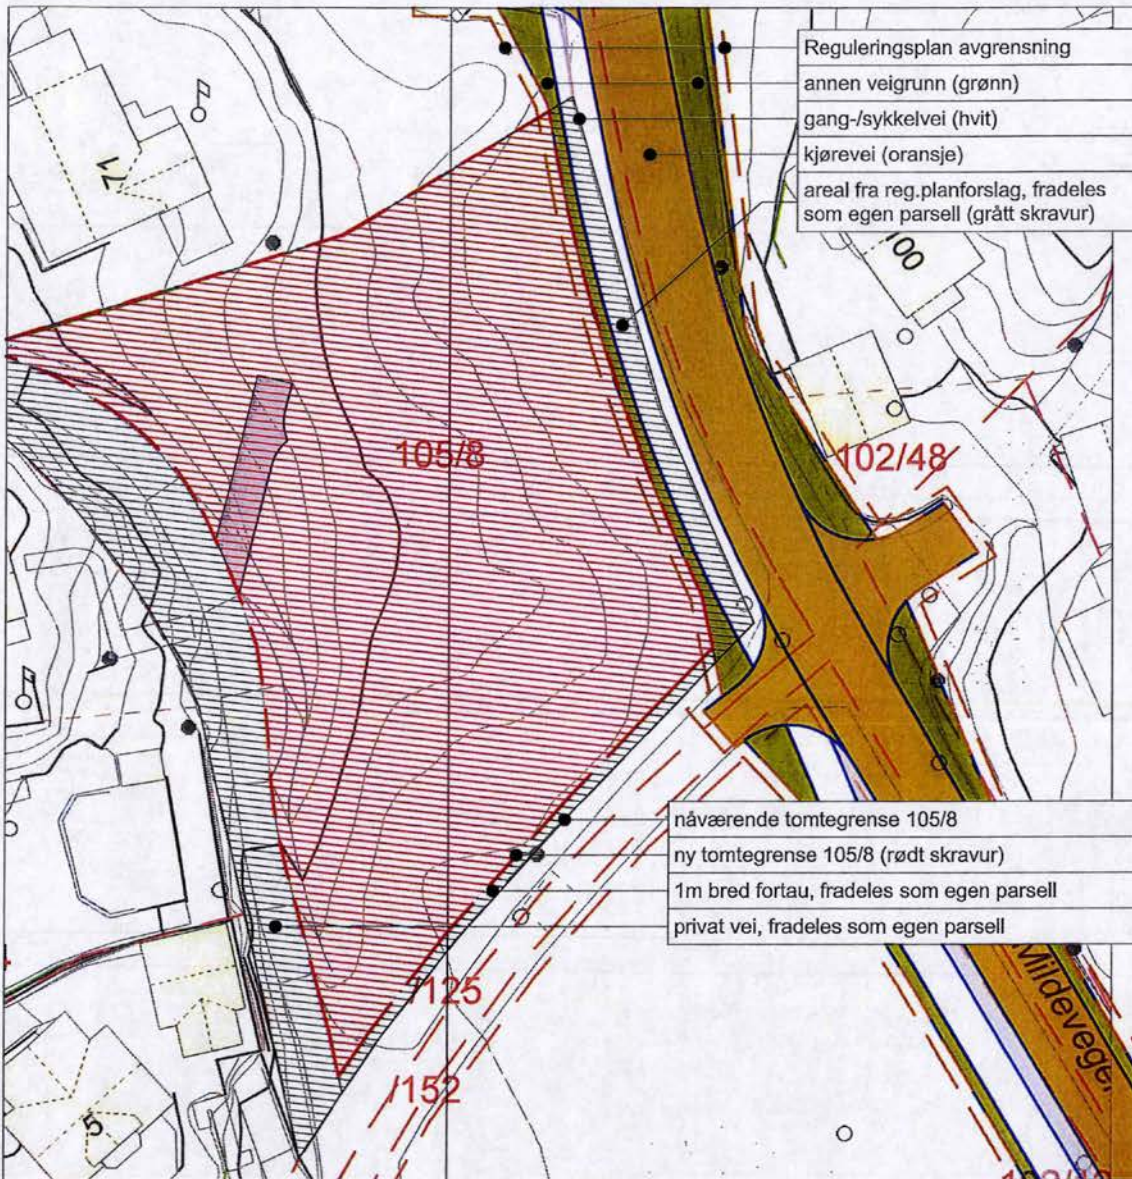 Reguleringsplan avgrensning
annen veigrunn (grønn)
gang-/sykkelvei (hvit)
kjørevei (oransje)
areal fra reg.planforslag, fradeles
som egen parsell (grått skravur)
71
100
105/8
102/48
nåværende tomtegrense 105/8
ny tomtegrense 105/8 (rødt skravur)
1m bred fortau, fradeles som egen parsell
privat vei, fradeles som egen parsell
/125
/152
5